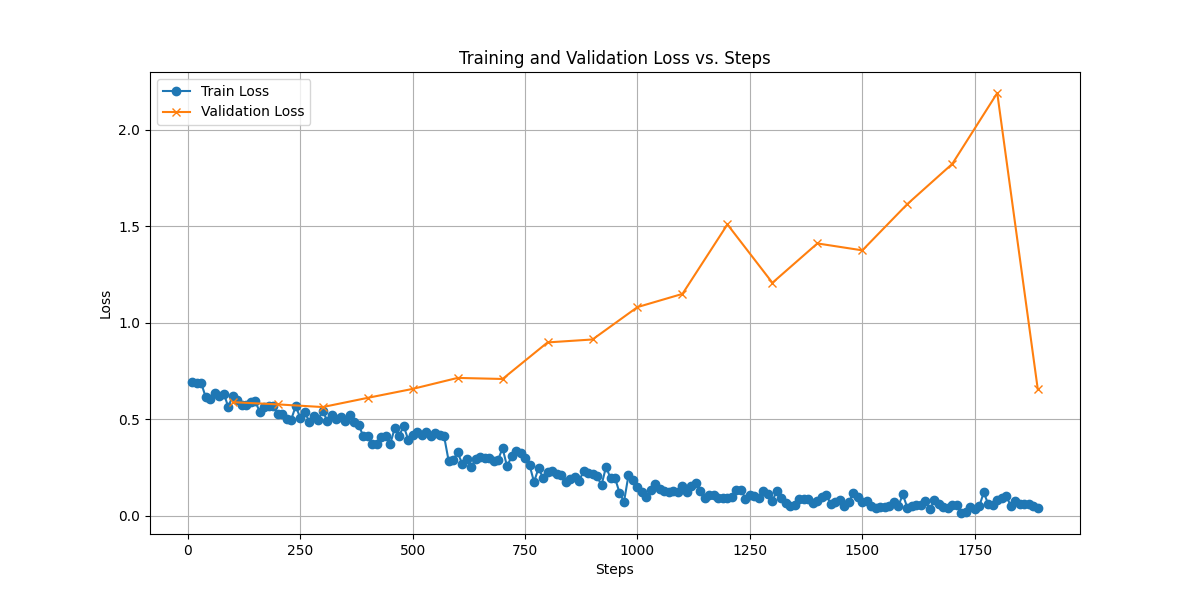 Training and Validation Loss vs. Steps
Train Loss
Validation Loss
Loss
2.0
1.5
1.0
0.5
0.0
0 250 500 750 1000 1250 1500 1750
Steps